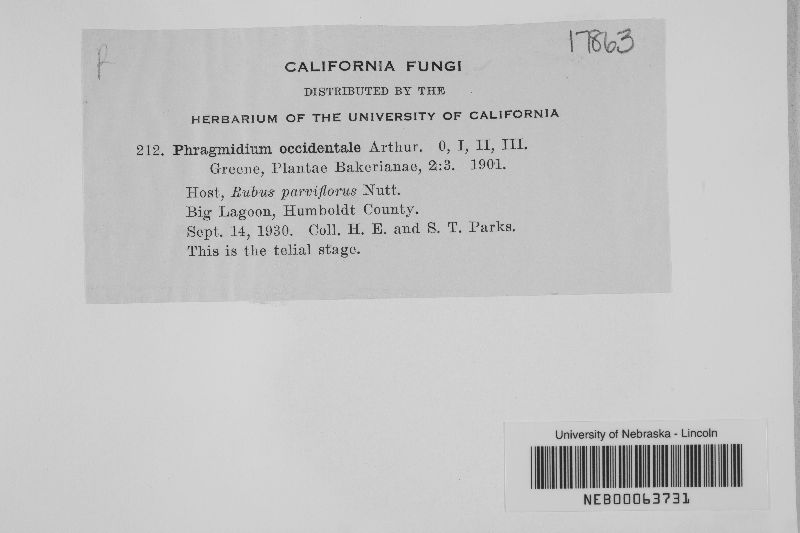 17863
CALIFORNIA FUNGI
DISTRIBUTED BY THE
HERBARIUM OF THE UNIVERSITY OF CALIFORNIA
212. Phragmidium occidentale Arthur. 0, I, II, III.
Greene, Plantae Bakerianae, 2:3. 1901.
Host, Rubus parviflorus Nutt.
Big Lagoon, Humboldt County.
Sept. 14, 1930. Coll. H. E. and S. T. Parks.
This is the telial stage.
University of Nebraska - Lincoln
NEB00063731